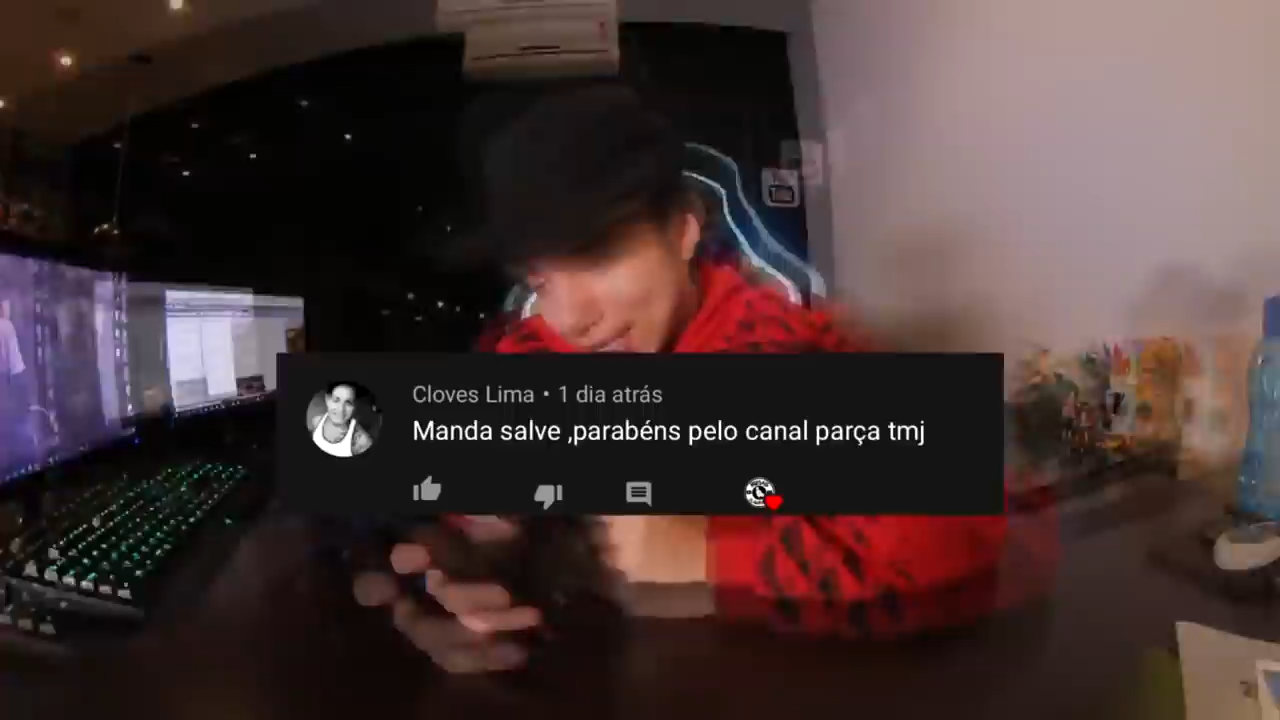 Cloves Lima • 1 dia atrás
Manda salve ,parabéns pelo canal parça tmj